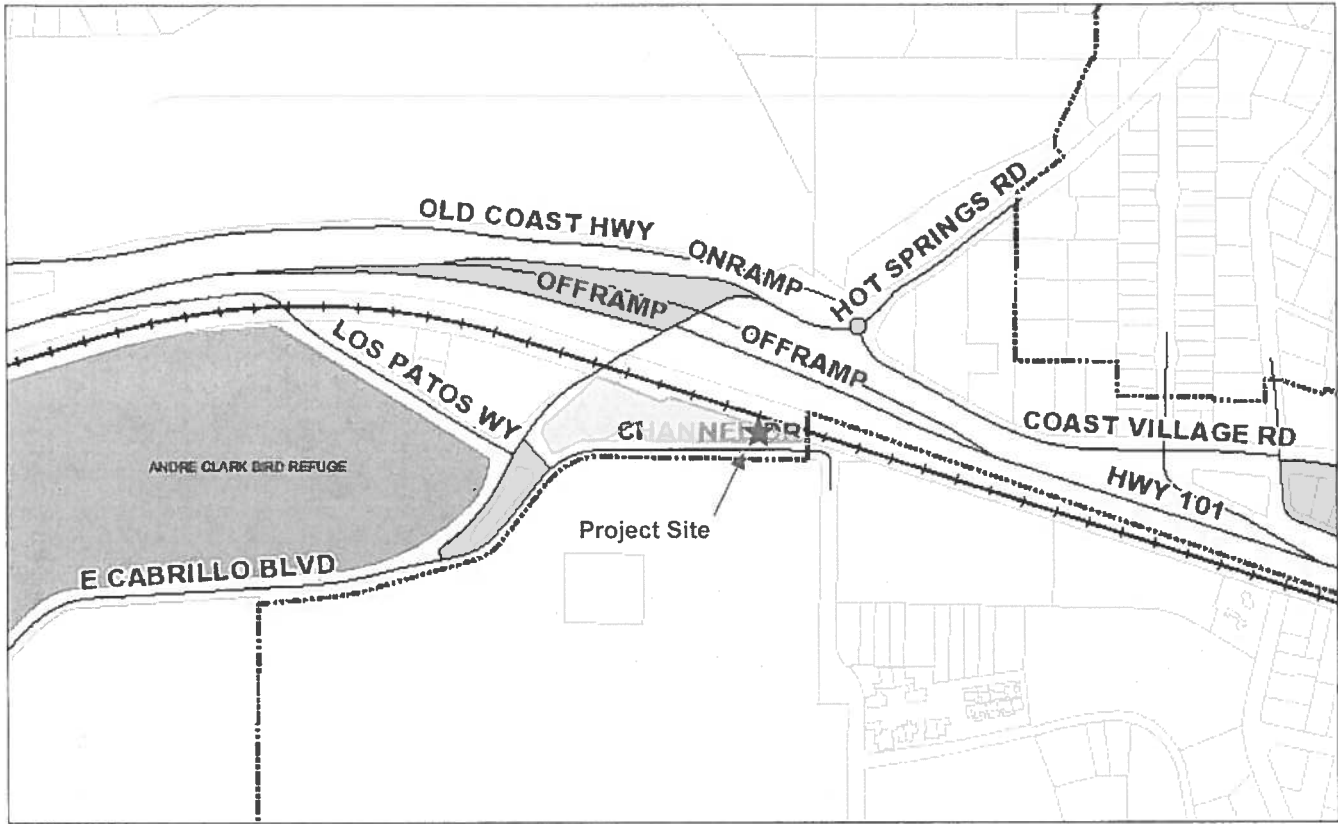 HOT SPRINGS RD
OLD COAST HWY
ONRAMP
OFFRAMP
OFFRAMP
LOS PATOS WY
COAST VILLAGE RD
CT
ANDRE CLARK BIRD REFUGE
HWY 101
Project Site
E CABRILLO BLVD